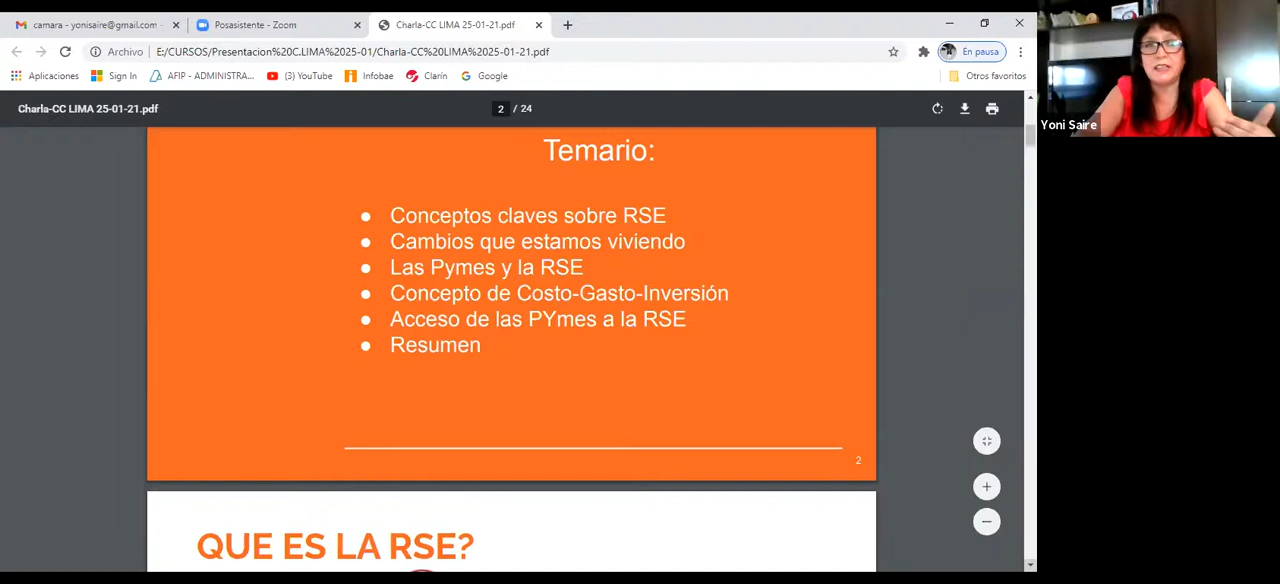 camara - yonisaire@gmail.com -
Posasistente - Zoom
Charla-CC LIMA 25-01-21.pdf
Archivo
E:/CURSOS/Presentacion%20C.LIMA%2025-01/Charla-CC%20LIMA%2025-01-21.pdf
En pausa
Aplicaciones
Sign In
AFIP - ADMINISTRA...
(3) YouTube
Infobae
Clarín
Google
Otros favoritos
Charla-CC LIMA 25-01-21.pdf
2 / 24
Yoni Saire
Temario:
● Conceptos claves sobre RSE
● Cambios que estamos viviendo
● Las Pymes y la RSE
● Concepto de Costo-Gasto-Inversión
● Acceso de las PYmes a la RSE
● Resumen
2
QUE ES LA RSE?